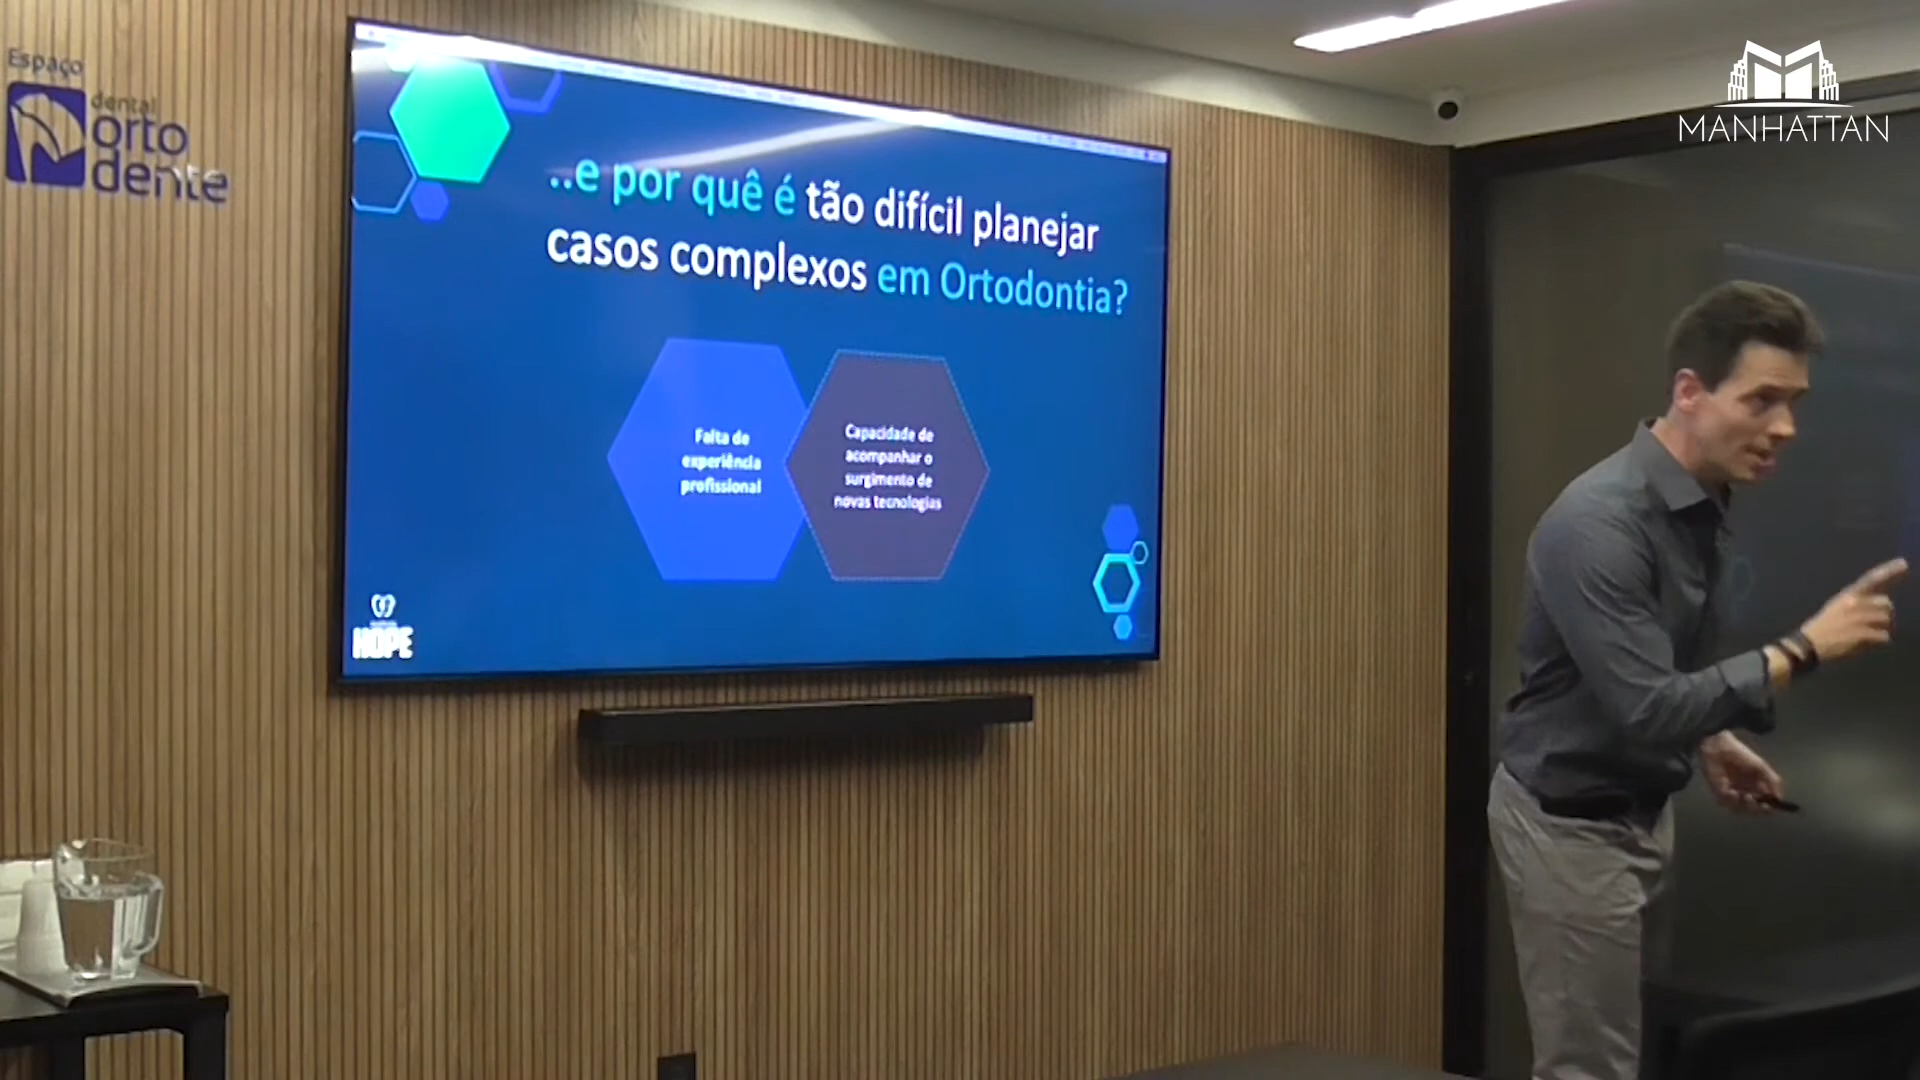 Espaço
dental
orto
dente
MANHATTAN
..e por quê é tão difícil planejar
casos complexos em Ortodontia?
Falta de
experiência
profissional
Capacidade de
acompanhar o
surgimento de
novas tecnologias
HOPE